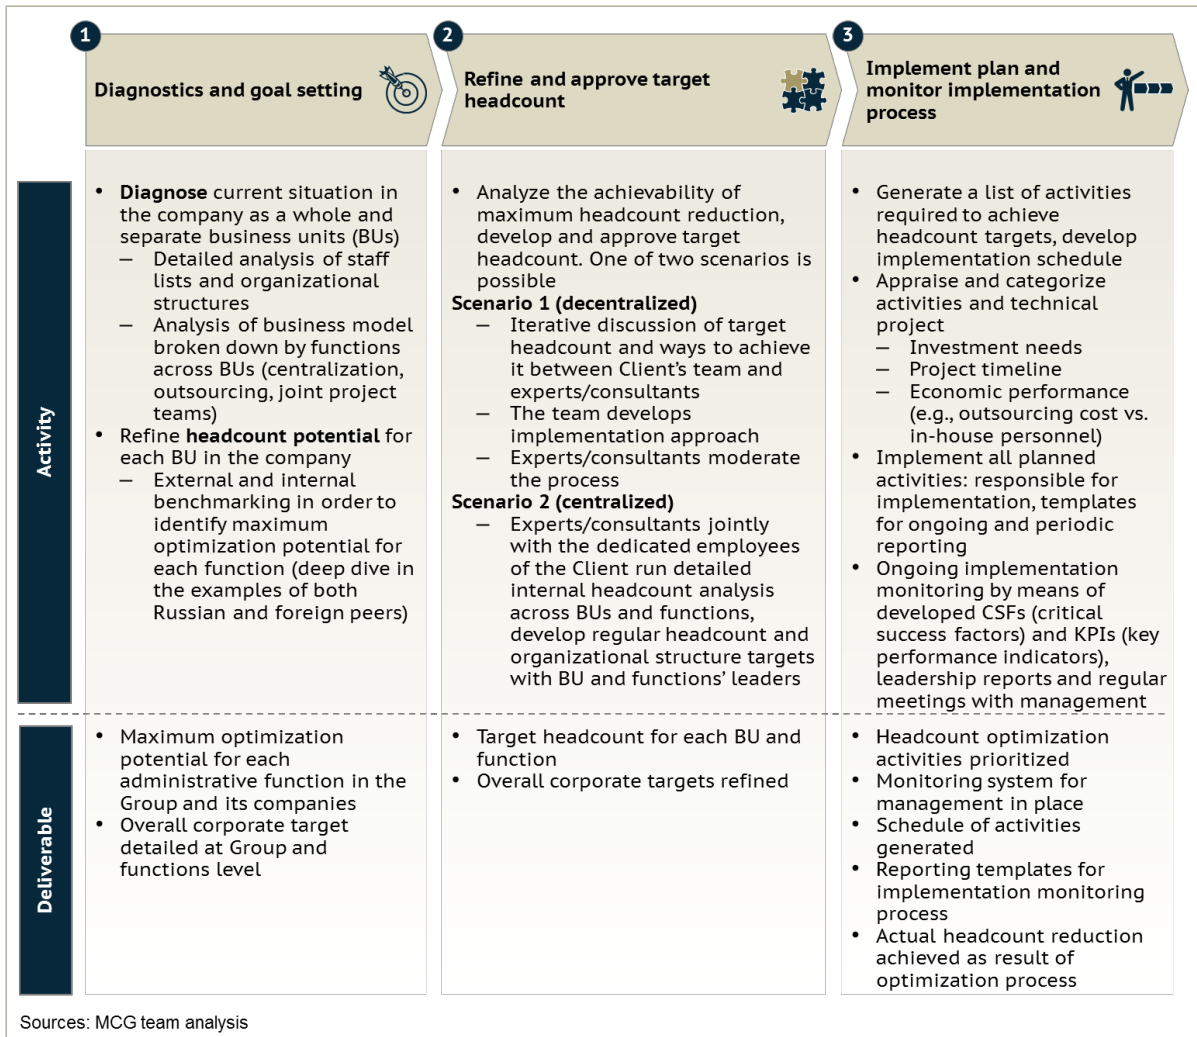 1
Diagnostics and goal setting
2
Refine and approve target
headcount
3
Implement plan and
monitor implementation
process
Activity
• Diagnose current situation in
the company as a whole and
separate business units (BUs)
— Detailed analysis of staff
lists and organizational
structures
— Analysis of business model
broken down by functions
across BUs (centralization,
outsourcing, joint project
teams)
• Refine headcount potential for
each BU in the company
— External and internal
benchmarking in order to
identify maximum
optimization potential for
each function (deep dive in
the examples of both
Russian and foreign peers)
• Analyze the achievability of
maximum headcount reduction,
develop and approve target
headcount. One of two scenarios is
possible
Scenario 1 (decentralized)
— Iterative discussion of target
headcount and ways to achieve
it between Client’s team and
experts/consultants
— The team develops
implementation approach
— Experts/consultants moderate
the process
Scenario 2 (centralized)
— Experts/consultants jointly
with the dedicated employees
of the Client run detailed
internal headcount analysis
across BUs and functions,
develop regular headcount and
organizational structure targets
with BU and functions’ leaders
• Generate a list of activities
required to achieve
headcount targets, develop
implementation schedule
• Appraise and categorize
activities and technical
project
— Investment needs
— Project timeline
— Economic performance
(e.g., outsourcing cost vs.
in-house personnel)
• Implement all planned
activities: responsible for
implementation, templates
for ongoing and periodic
reporting
• Ongoing implementation
monitoring by means of
developed CSFs (critical
success factors) and KPIs (key
performance indicators),
leadership reports and regular
meetings with management
Deliverable
• Maximum optimization
potential for each
administrative function in the
Group and its companies
• Overall corporate target
detailed at Group and
functions level
• Target headcount for each BU and
function
• Overall corporate targets refined
• Headcount optimization
activities prioritized
• Monitoring system for
management in place
• Schedule of activities
generated
• Reporting templates for
implementation monitoring
process
• Actual headcount reduction
achieved as result of
optimization process
Sources: MCG team analysis